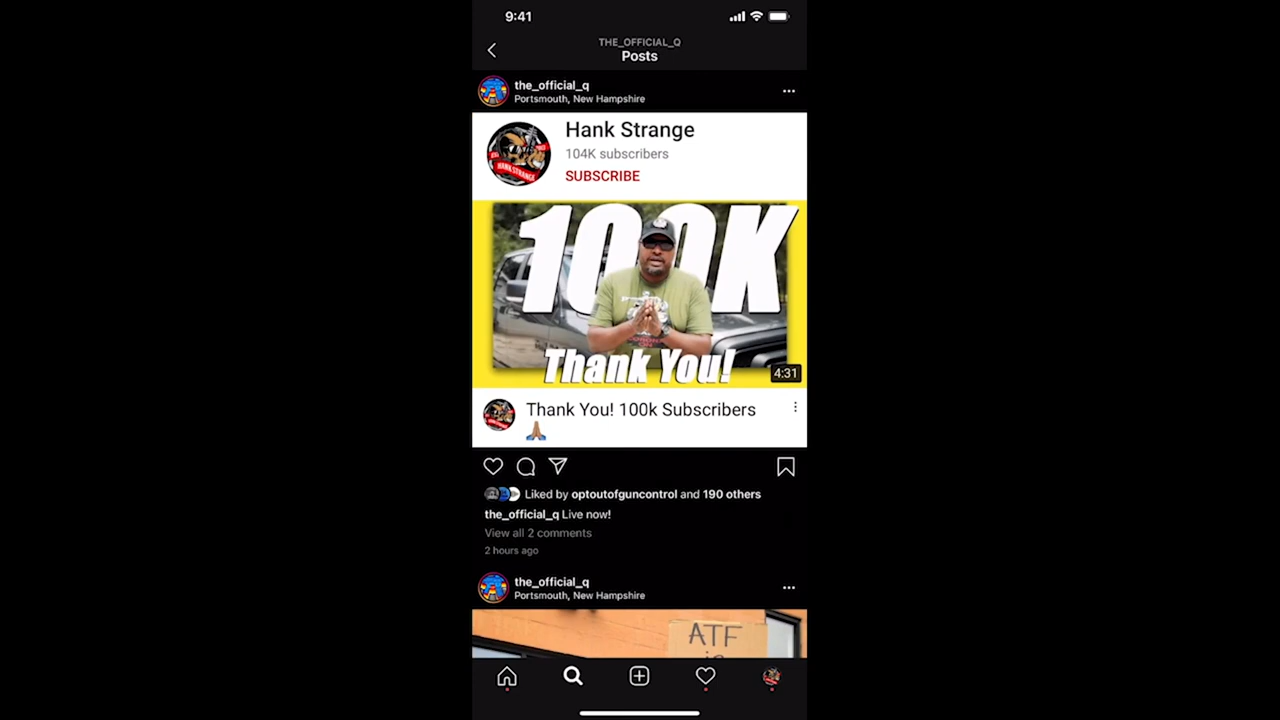 9:41
THE_OFFICIAL_Q
Posts
the_official_q
Portsmouth, New Hampshire
Hank Strange
104K subscribers
SUBSCRIBE
HANK STRANGE
100K
Thank You!
4:31
Thank You! 100k Subscribers
🙏🏽
Liked by optoutofguncontrol and 190 others
the_official_q Live now!
View all 2 comments
2 hours ago
the_official_q
Portsmouth, New Hampshire
ATF